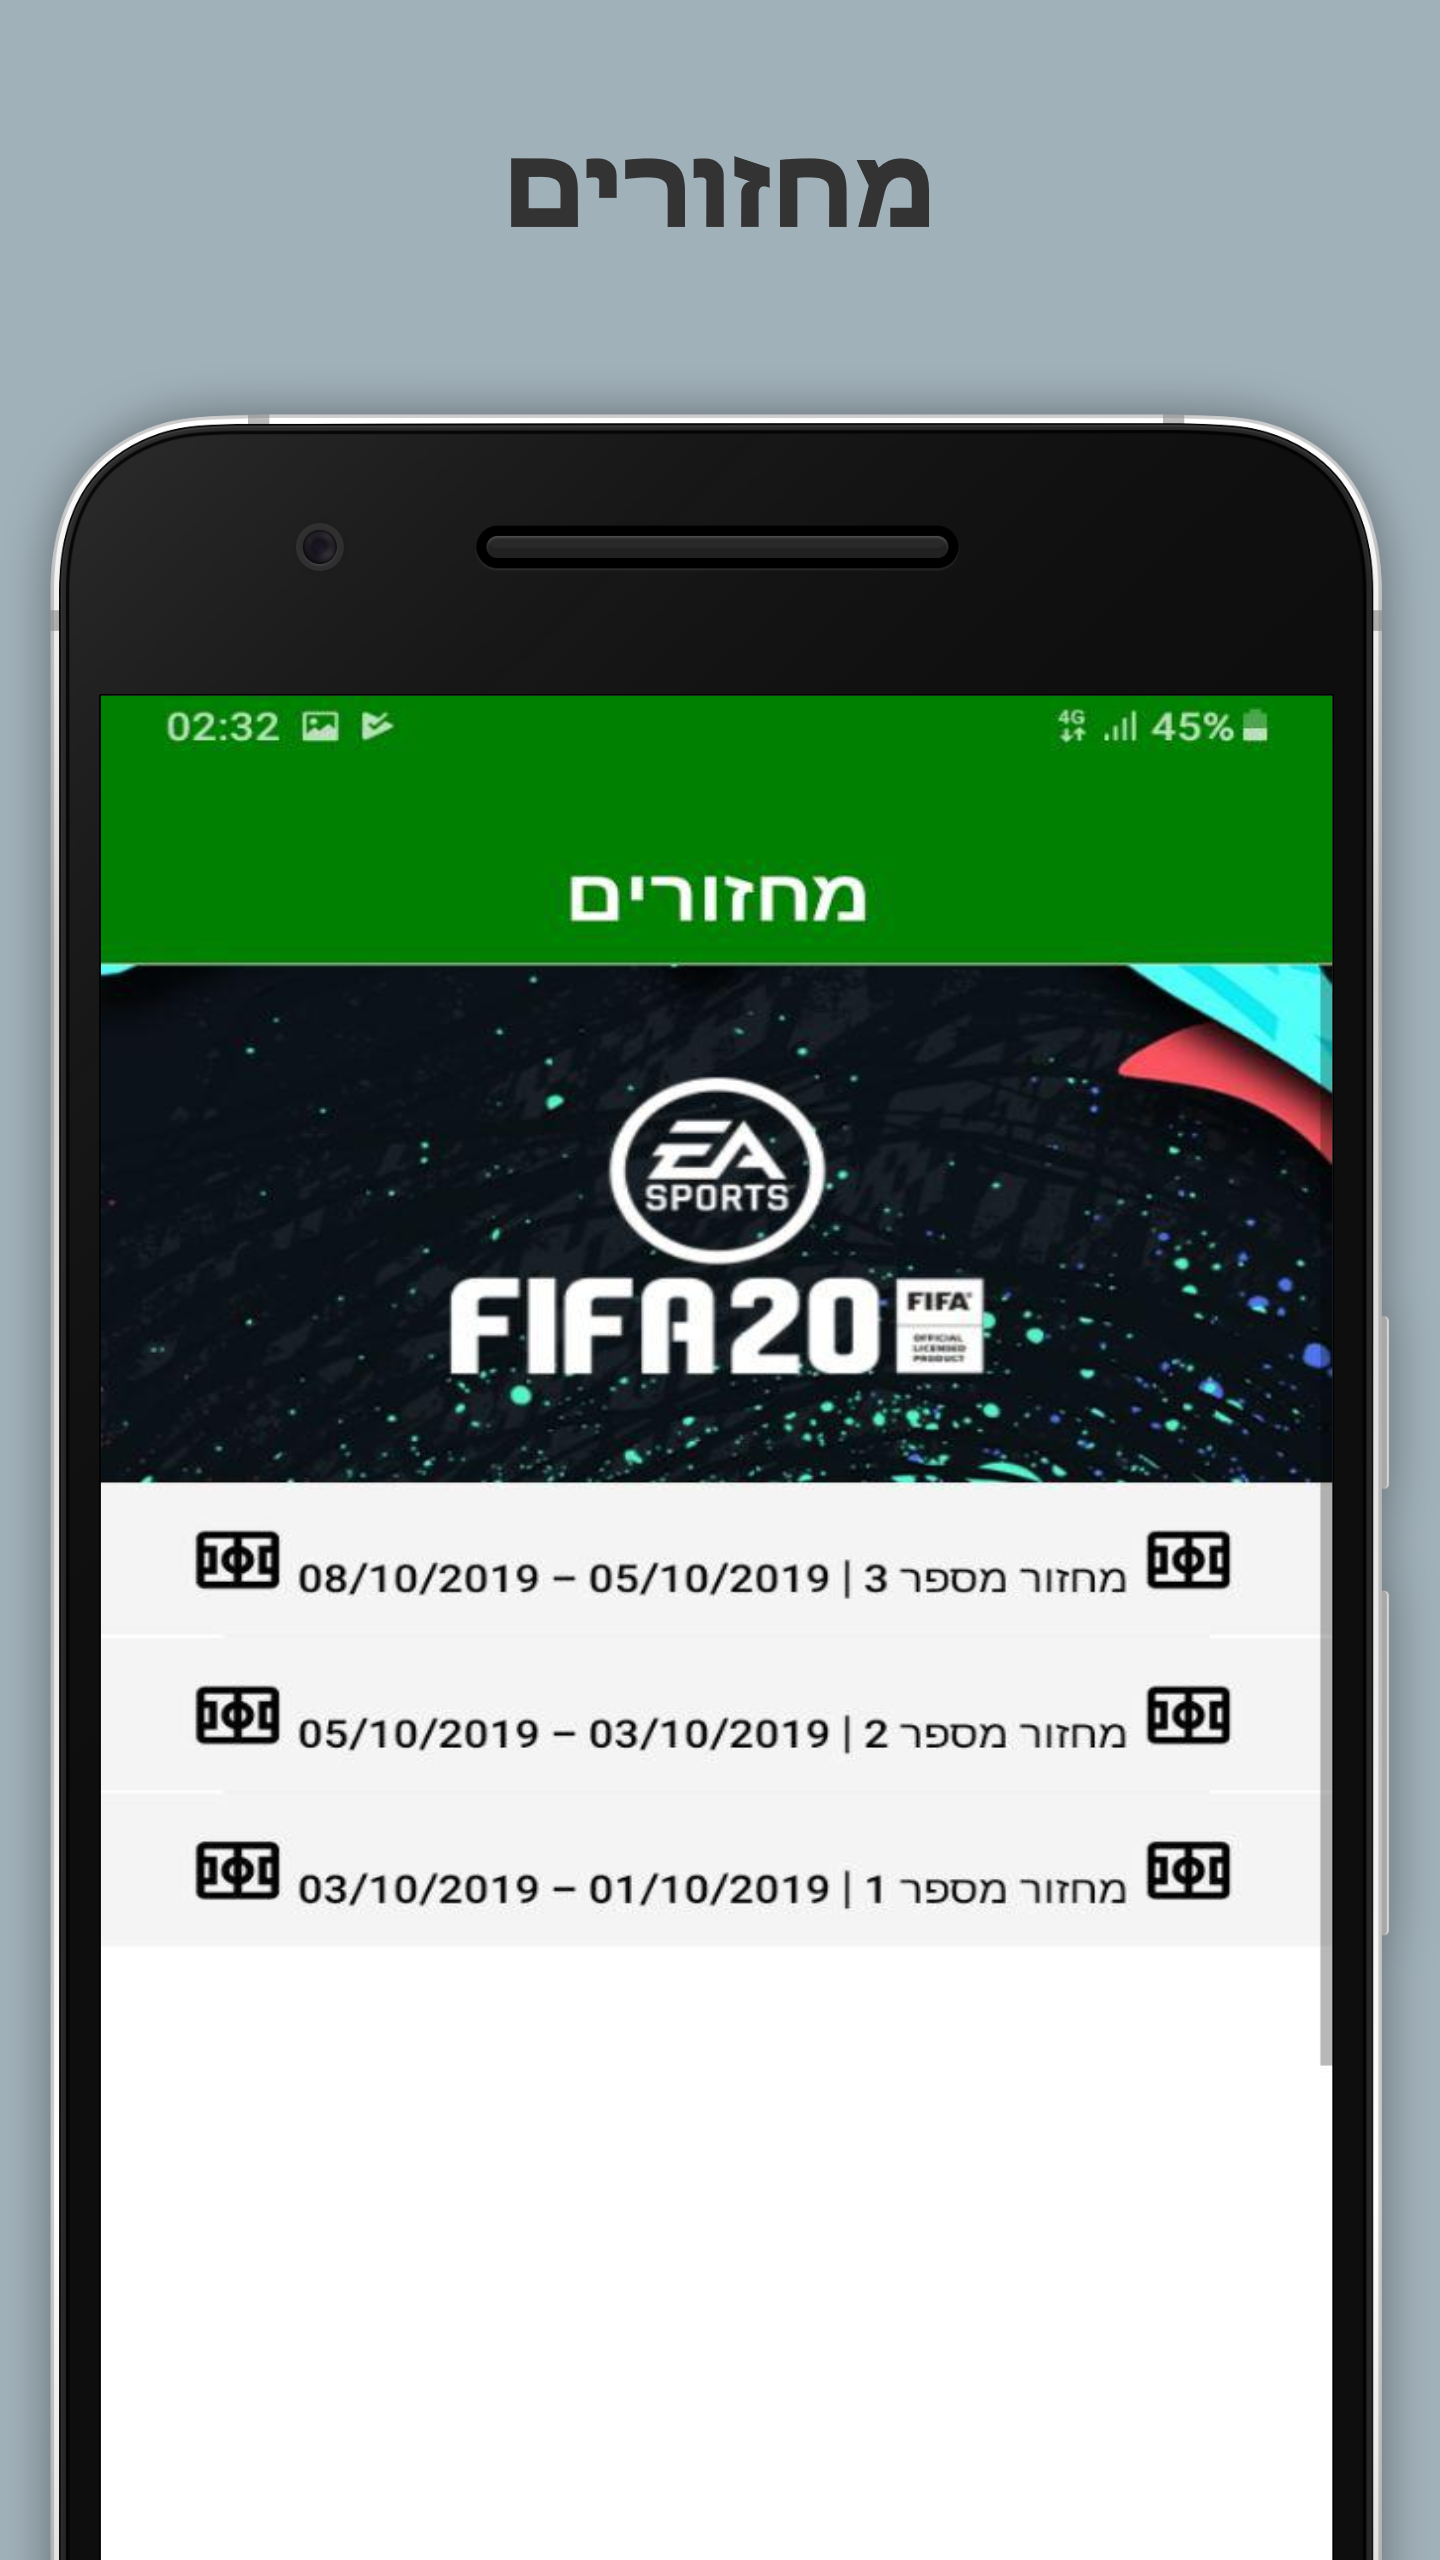 מחזורים
02:32 4G 45%
מחזורים
EA
SPORTS
FIFA20
FIFA
OFFICIAL
LICENSED
PRODUCT
מחזור מספר 3 | 05/10/2019 – 08/10/2019
מחזור מספר 2 | 03/10/2019 – 05/10/2019
מחזור מספר 1 | 01/10/2019 – 03/10/2019